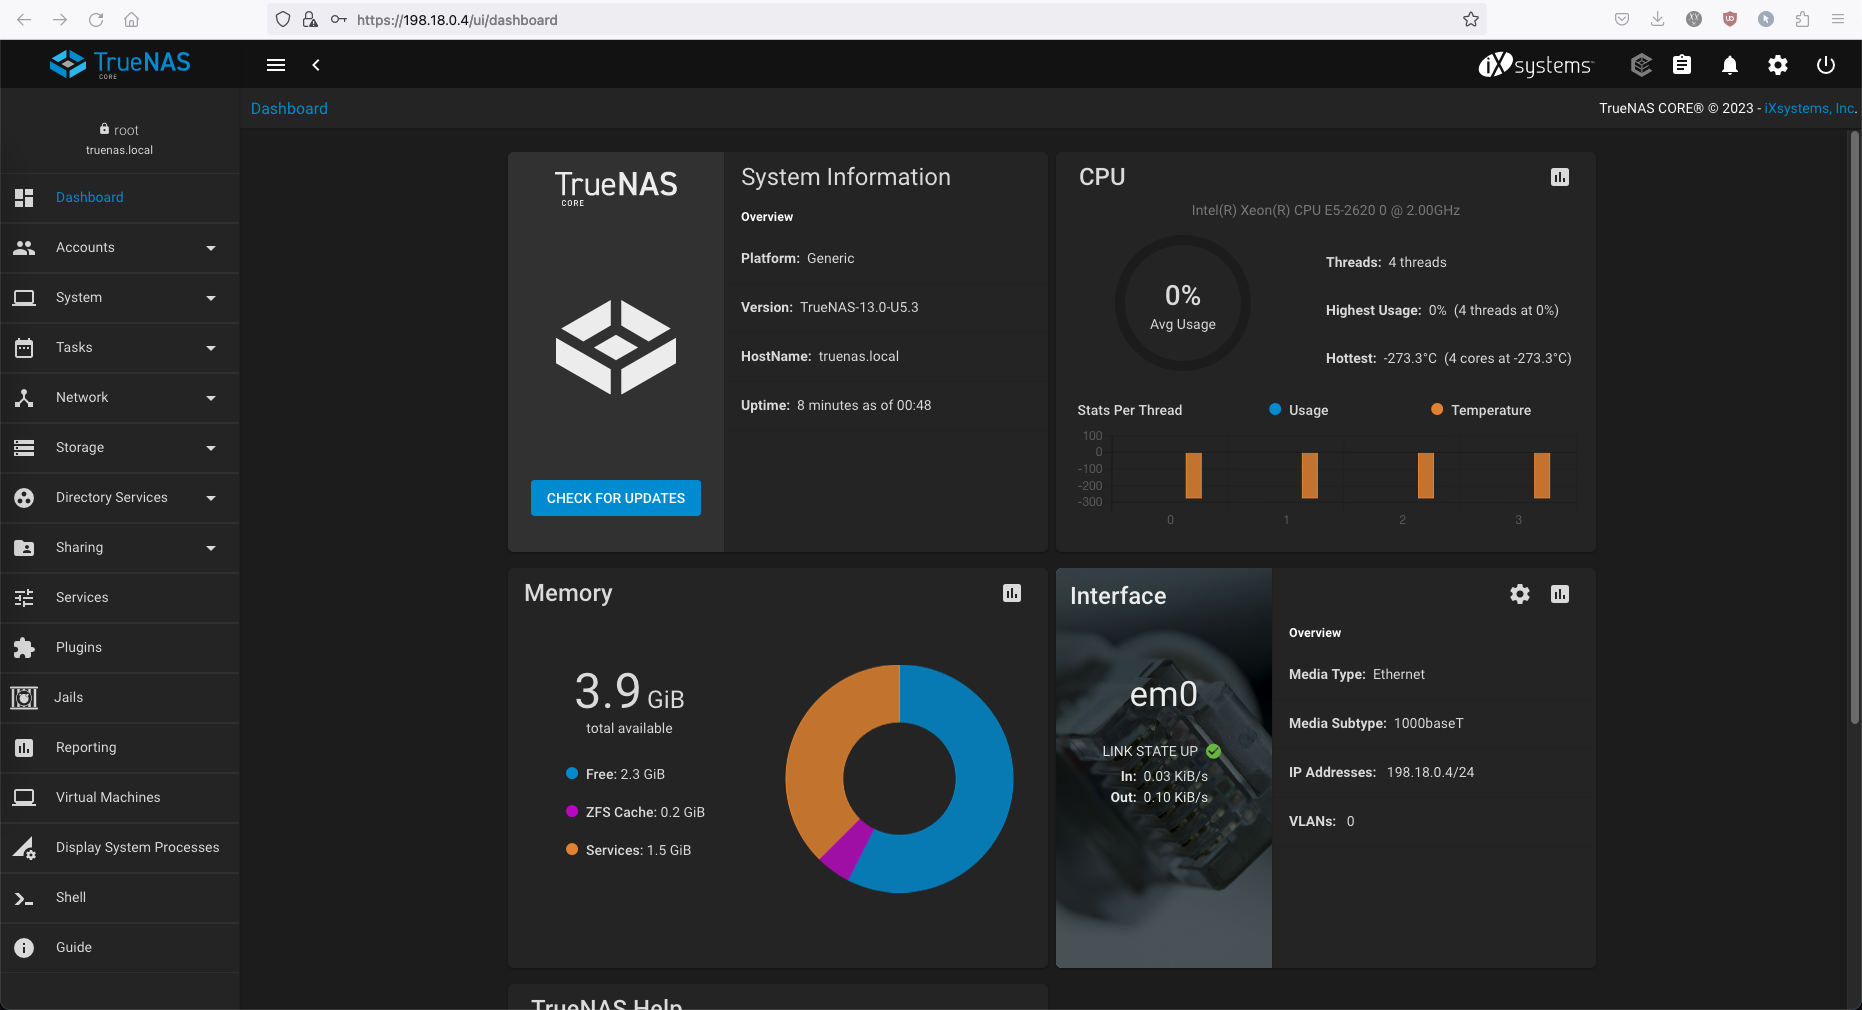 https://198.18.0.4/ui/dashboard
TrueNAS
CORE
iXsystems
Dashboard
TrueNAS CORE® © 2023 - iXsystems, Inc.
root
truenas.local
Dashboard
Accounts
System
Tasks
Network
Storage
Directory Services
Sharing
Services
Plugins
Jails
Reporting
Virtual Machines
Display System Processes
Shell
Guide
TrueNAS
CORE
CHECK FOR UPDATES
System Information
Overview
Platform: Generic
Version: TrueNAS-13.0-U5.3
HostName: truenas.local
Uptime: 8 minutes as of 00:48
CPU
Intel(R) Xeon(R) CPU E5-2620 0 @ 2.00GHz
0%
Avg Usage
Threads: 4 threads
Highest Usage: 0% (4 threads at 0%)
Hottest: -273.3°C (4 cores at -273.3°C)
Stats Per Thread
Usage
Temperature
100
0
-100
-200
-300
0 1 2 3
Memory
3.9 GiB
total available
Free: 2.3 GiB
ZFS Cache: 0.2 GiB
Services: 1.5 GiB
Interface
em0
LINK STATE UP
In: 0.03 KiB/s
Out: 0.10 KiB/s
Overview
Media Type: Ethernet
Media Subtype: 1000baseT
IP Addresses: 198.18.0.4/24
VLANs: 0
TrueNAS Help